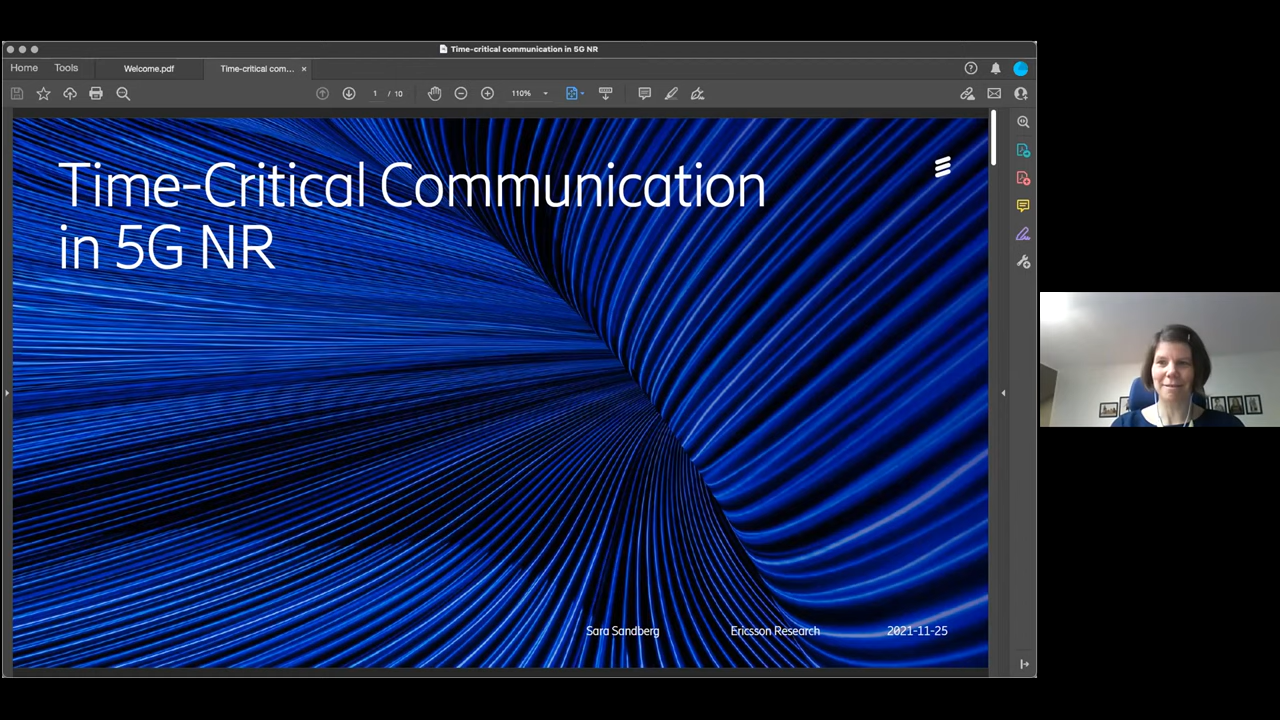 Time-critical communication in 5G NR
Home Tools Welcome.pdf Time-critical com... ×
1 / 10 110%
Time-Critical Communication
in 5G NR
Sara Sandberg Ericsson Research 2021-11-25